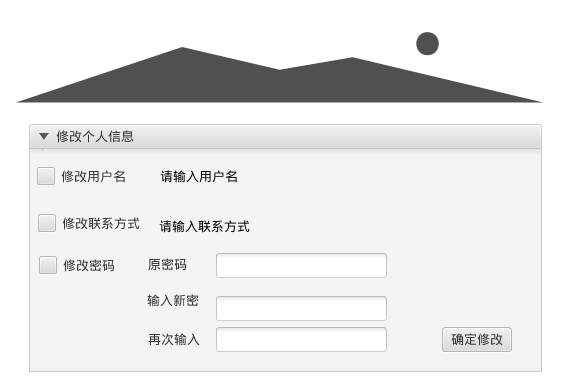 修改个人信息
修改用户名 请输入用户名
修改联系方式 请输入联系方式
修改密码 原密码
输入新密
再次输入 确定修改